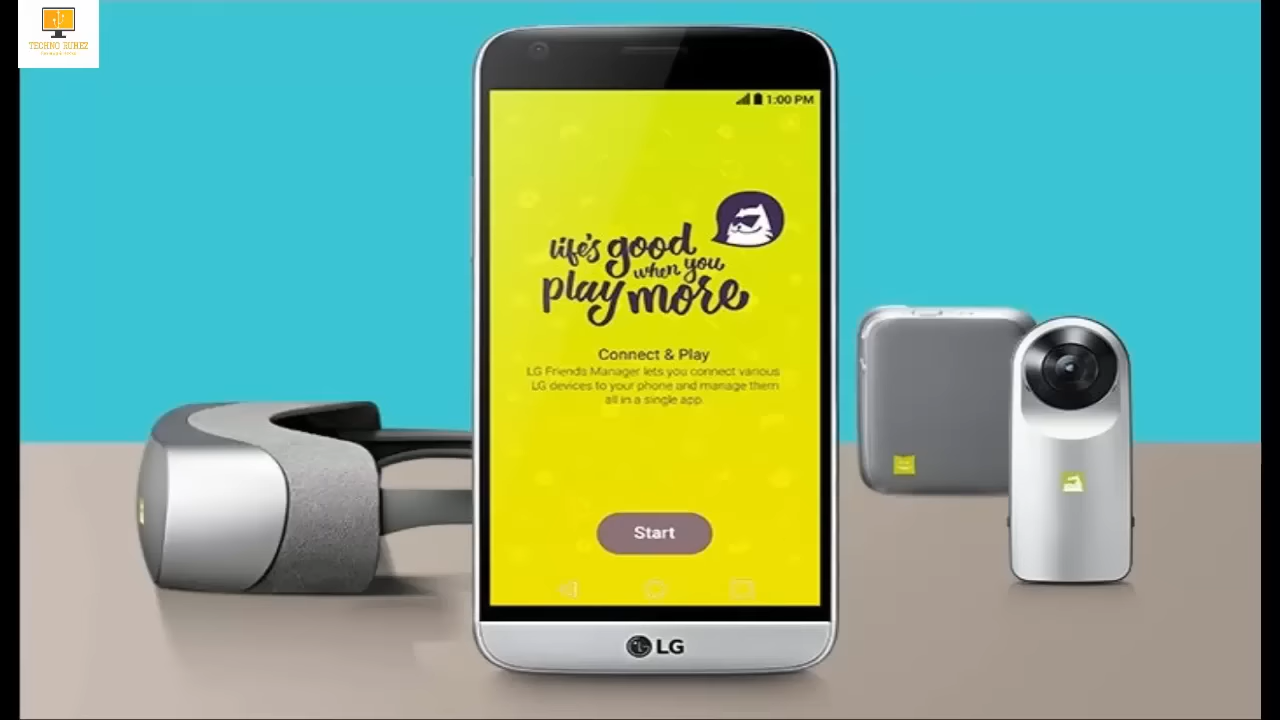 TECHNO RUHEZ
1:00 PM
life's good
when you
play more
Connect & Play
LG Friends Manager lets you connect various
LG devices to your phone and manage them
all in a single app.
Start
LG